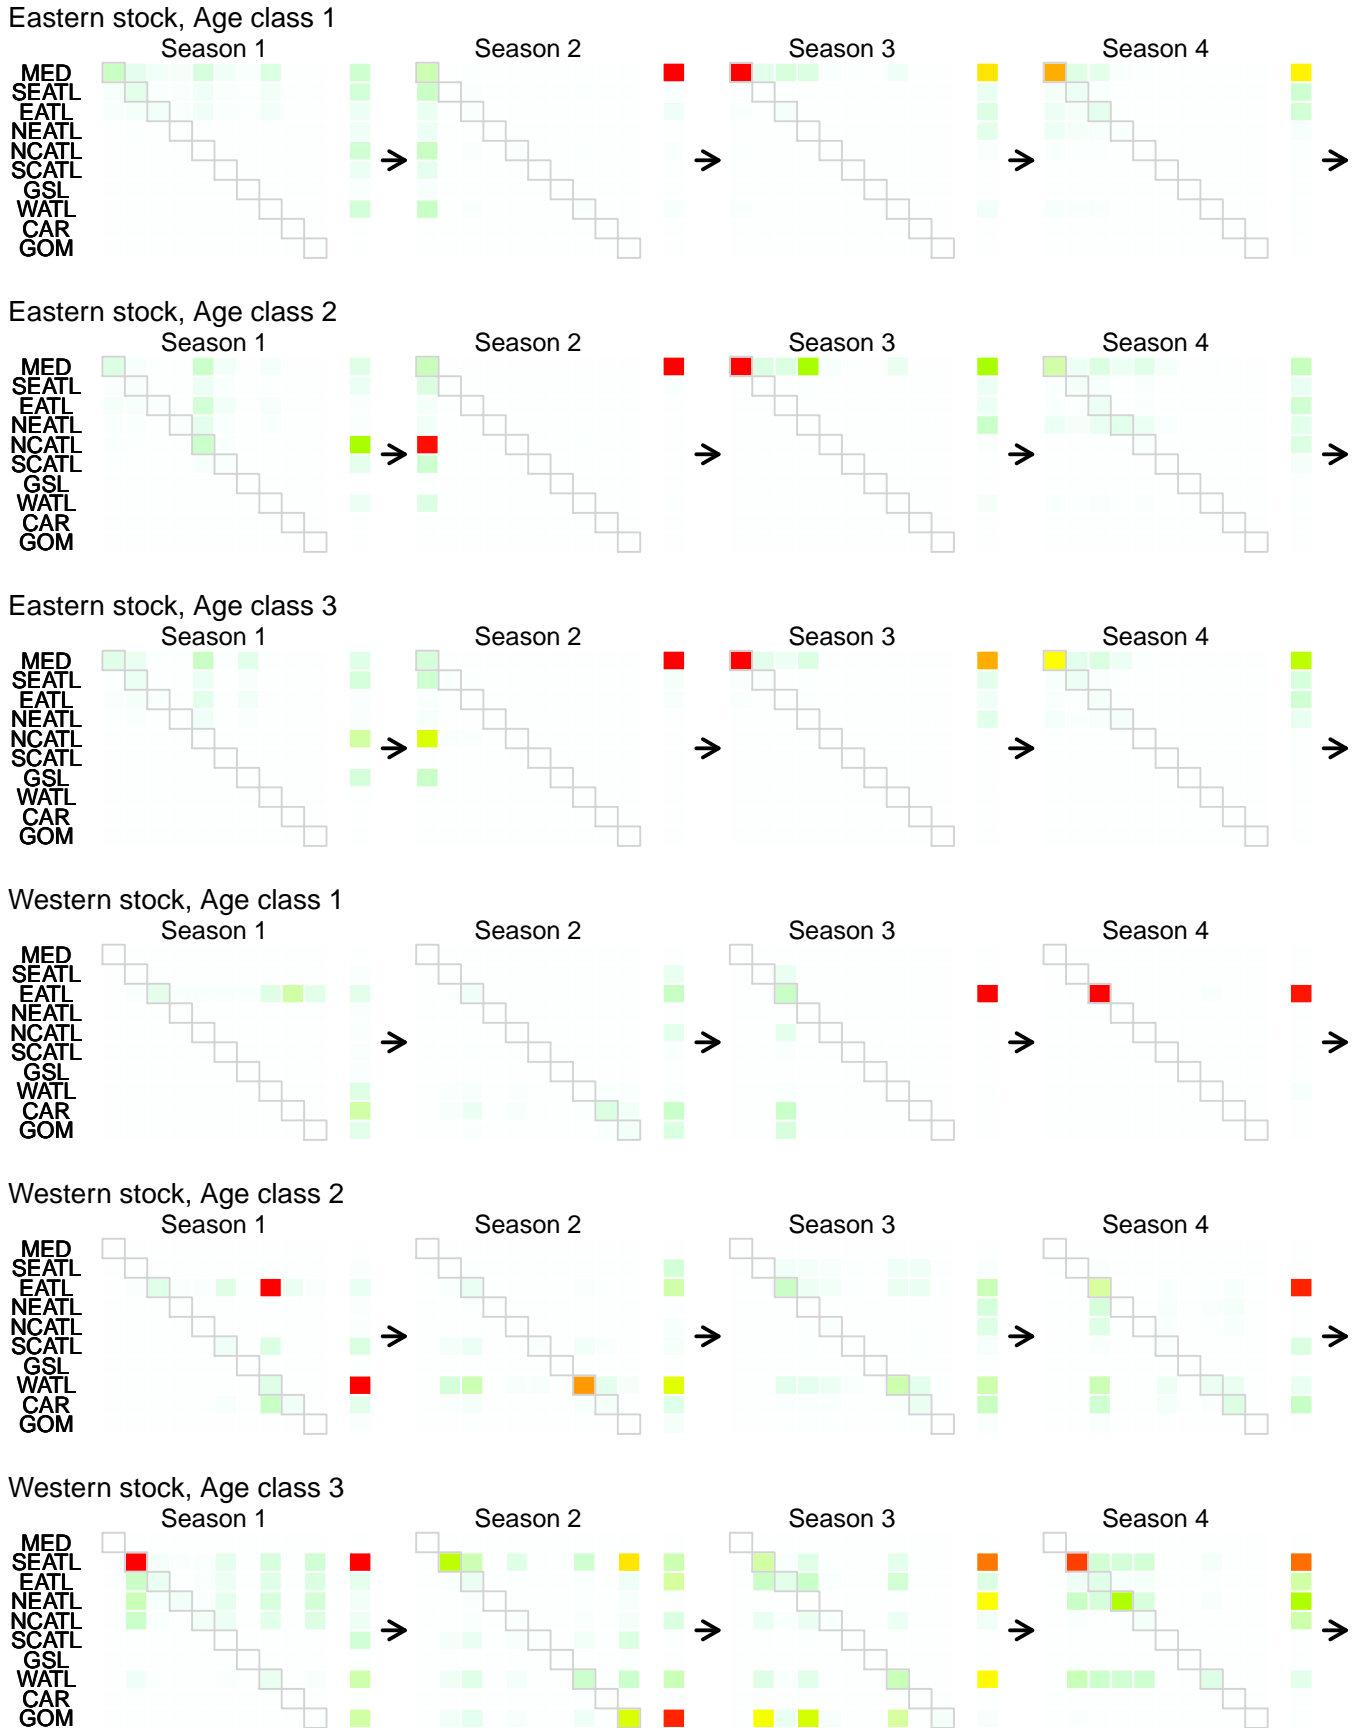 Eastern stock, Age class 1
Season 1 Season 2 Season 3 Season 4
MED
SEATL
EATL
NEATL
NCATL
SCATL
GSL
WATL
CAR
GOM
Eastern stock, Age class 2
Season 1 Season 2 Season 3 Season 4
MED
SEATL
EATL
NEATL
NCATL
SCATL
GSL
WATL
CAR
GOM
Eastern stock, Age class 3
Season 1 Season 2 Season 3 Season 4
MED
SEATL
EATL
NEATL
NCATL
SCATL
GSL
WATL
CAR
GOM
Western stock, Age class 1
Season 1 Season 2 Season 3 Season 4
MED
SEATL
EATL
NEATL
NCATL
SCATL
GSL
WATL
CAR
GOM
Western stock, Age class 2
Season 1 Season 2 Season 3 Season 4
MED
SEATL
EATL
NEATL
NCATL
SCATL
GSL
WATL
CAR
GOM
Western stock, Age class 3
Season 1 Season 2 Season 3 Season 4
MED
SEATL
EATL
NEATL
NCATL
SCATL
GSL
WATL
CAR
GOM